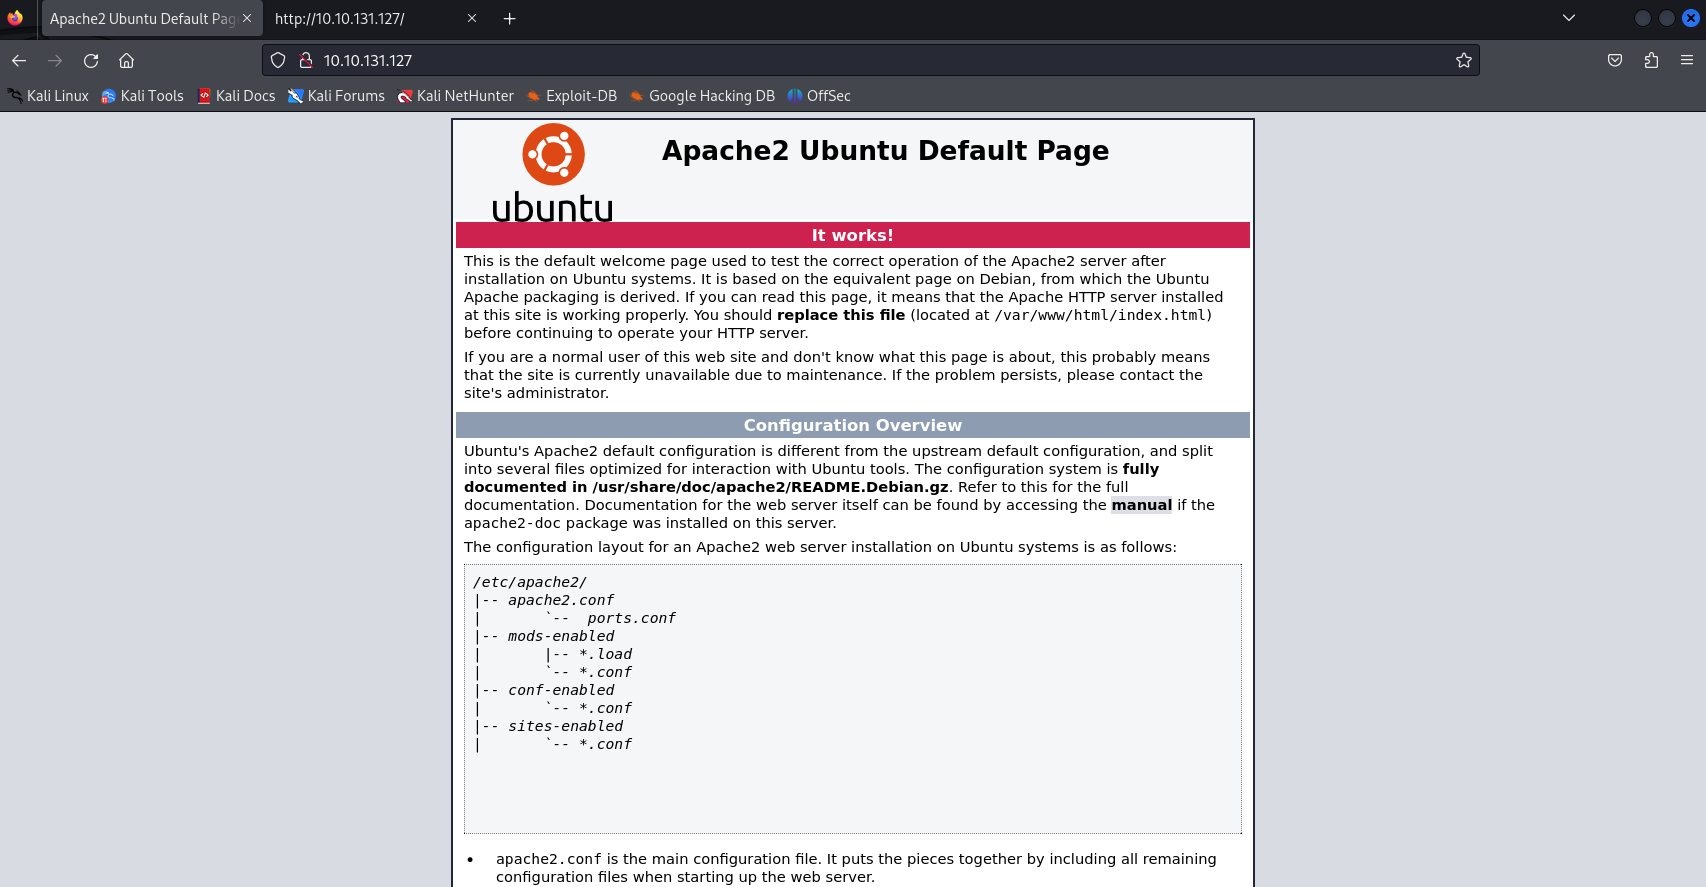 Apache2 Ubuntu Default Pag
http://10.10.131.127/
10.10.131.127
Kali Linux Kali Tools Kali Docs Kali Forums Kali NetHunter Exploit-DB Google Hacking DB OffSec
ubuntu
Apache2 Ubuntu Default Page
It works!
This is the default welcome page used to test the correct operation of the Apache2 server after
installation on Ubuntu systems. It is based on the equivalent page on Debian, from which the Ubuntu
Apache packaging is derived. If you can read this page, it means that the Apache HTTP server installed
at this site is working properly. You should replace this file (located at /var/www/html/index.html)
before continuing to operate your HTTP server.
If you are a normal user of this web site and don't know what this page is about, this probably means
that the site is currently unavailable due to maintenance. If the problem persists, please contact the
site's administrator.
Configuration Overview
Ubuntu's Apache2 default configuration is different from the upstream default configuration, and split
into several files optimized for interaction with Ubuntu tools. The configuration system is fully
documented in /usr/share/doc/apache2/README.Debian.gz. Refer to this for the full
documentation. Documentation for the web server itself can be found by accessing the manual if the
apache2-doc package was installed on this server.
The configuration layout for an Apache2 web server installation on Ubuntu systems is as follows:
/etc/apache2/
|-- apache2.conf
|       `--  ports.conf
|-- mods-enabled
|       |-- *.load
|       `-- *.conf
|-- conf-enabled
|       `-- *.conf
|-- sites-enabled
|       `-- *.conf
• apache2.conf is the main configuration file. It puts the pieces together by including all remaining
configuration files when starting up the web server.